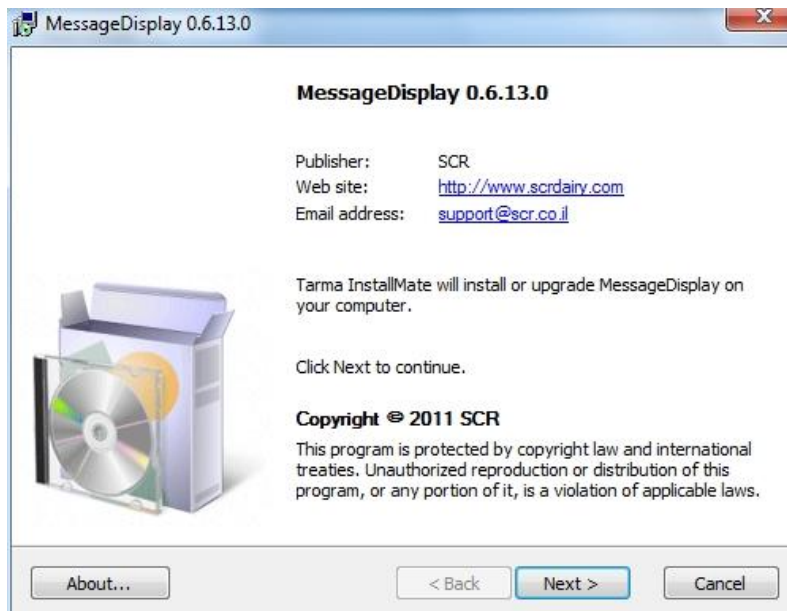 MessageDisplay 0.6.13.0
MessageDisplay 0.6.13.0
Publisher: SCR
Web site: http://www.scrdairy.com
Email address: support@scr.co.il
Tarma InstallMate will install or upgrade MessageDisplay on
your computer.
Click Next to continue.
Copyright © 2011 SCR
This program is protected by copyright law and international
treaties. Unauthorized reproduction or distribution of this
program, or any portion of it, is a violation of applicable laws.
About... < Back Next > Cancel